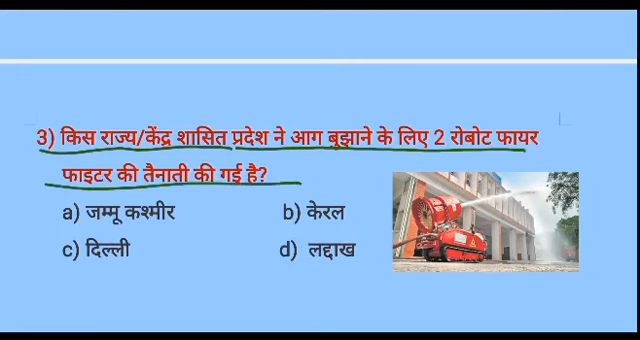 3) किस राज्य/केंद्र शासित प्रदेश ने आग बुझाने के लिए 2 रोबोट फायर
फाइटर की तैनाती की गई है?
a) जम्मू कश्मीर b) केरल
c) दिल्ली d) लद्दाख